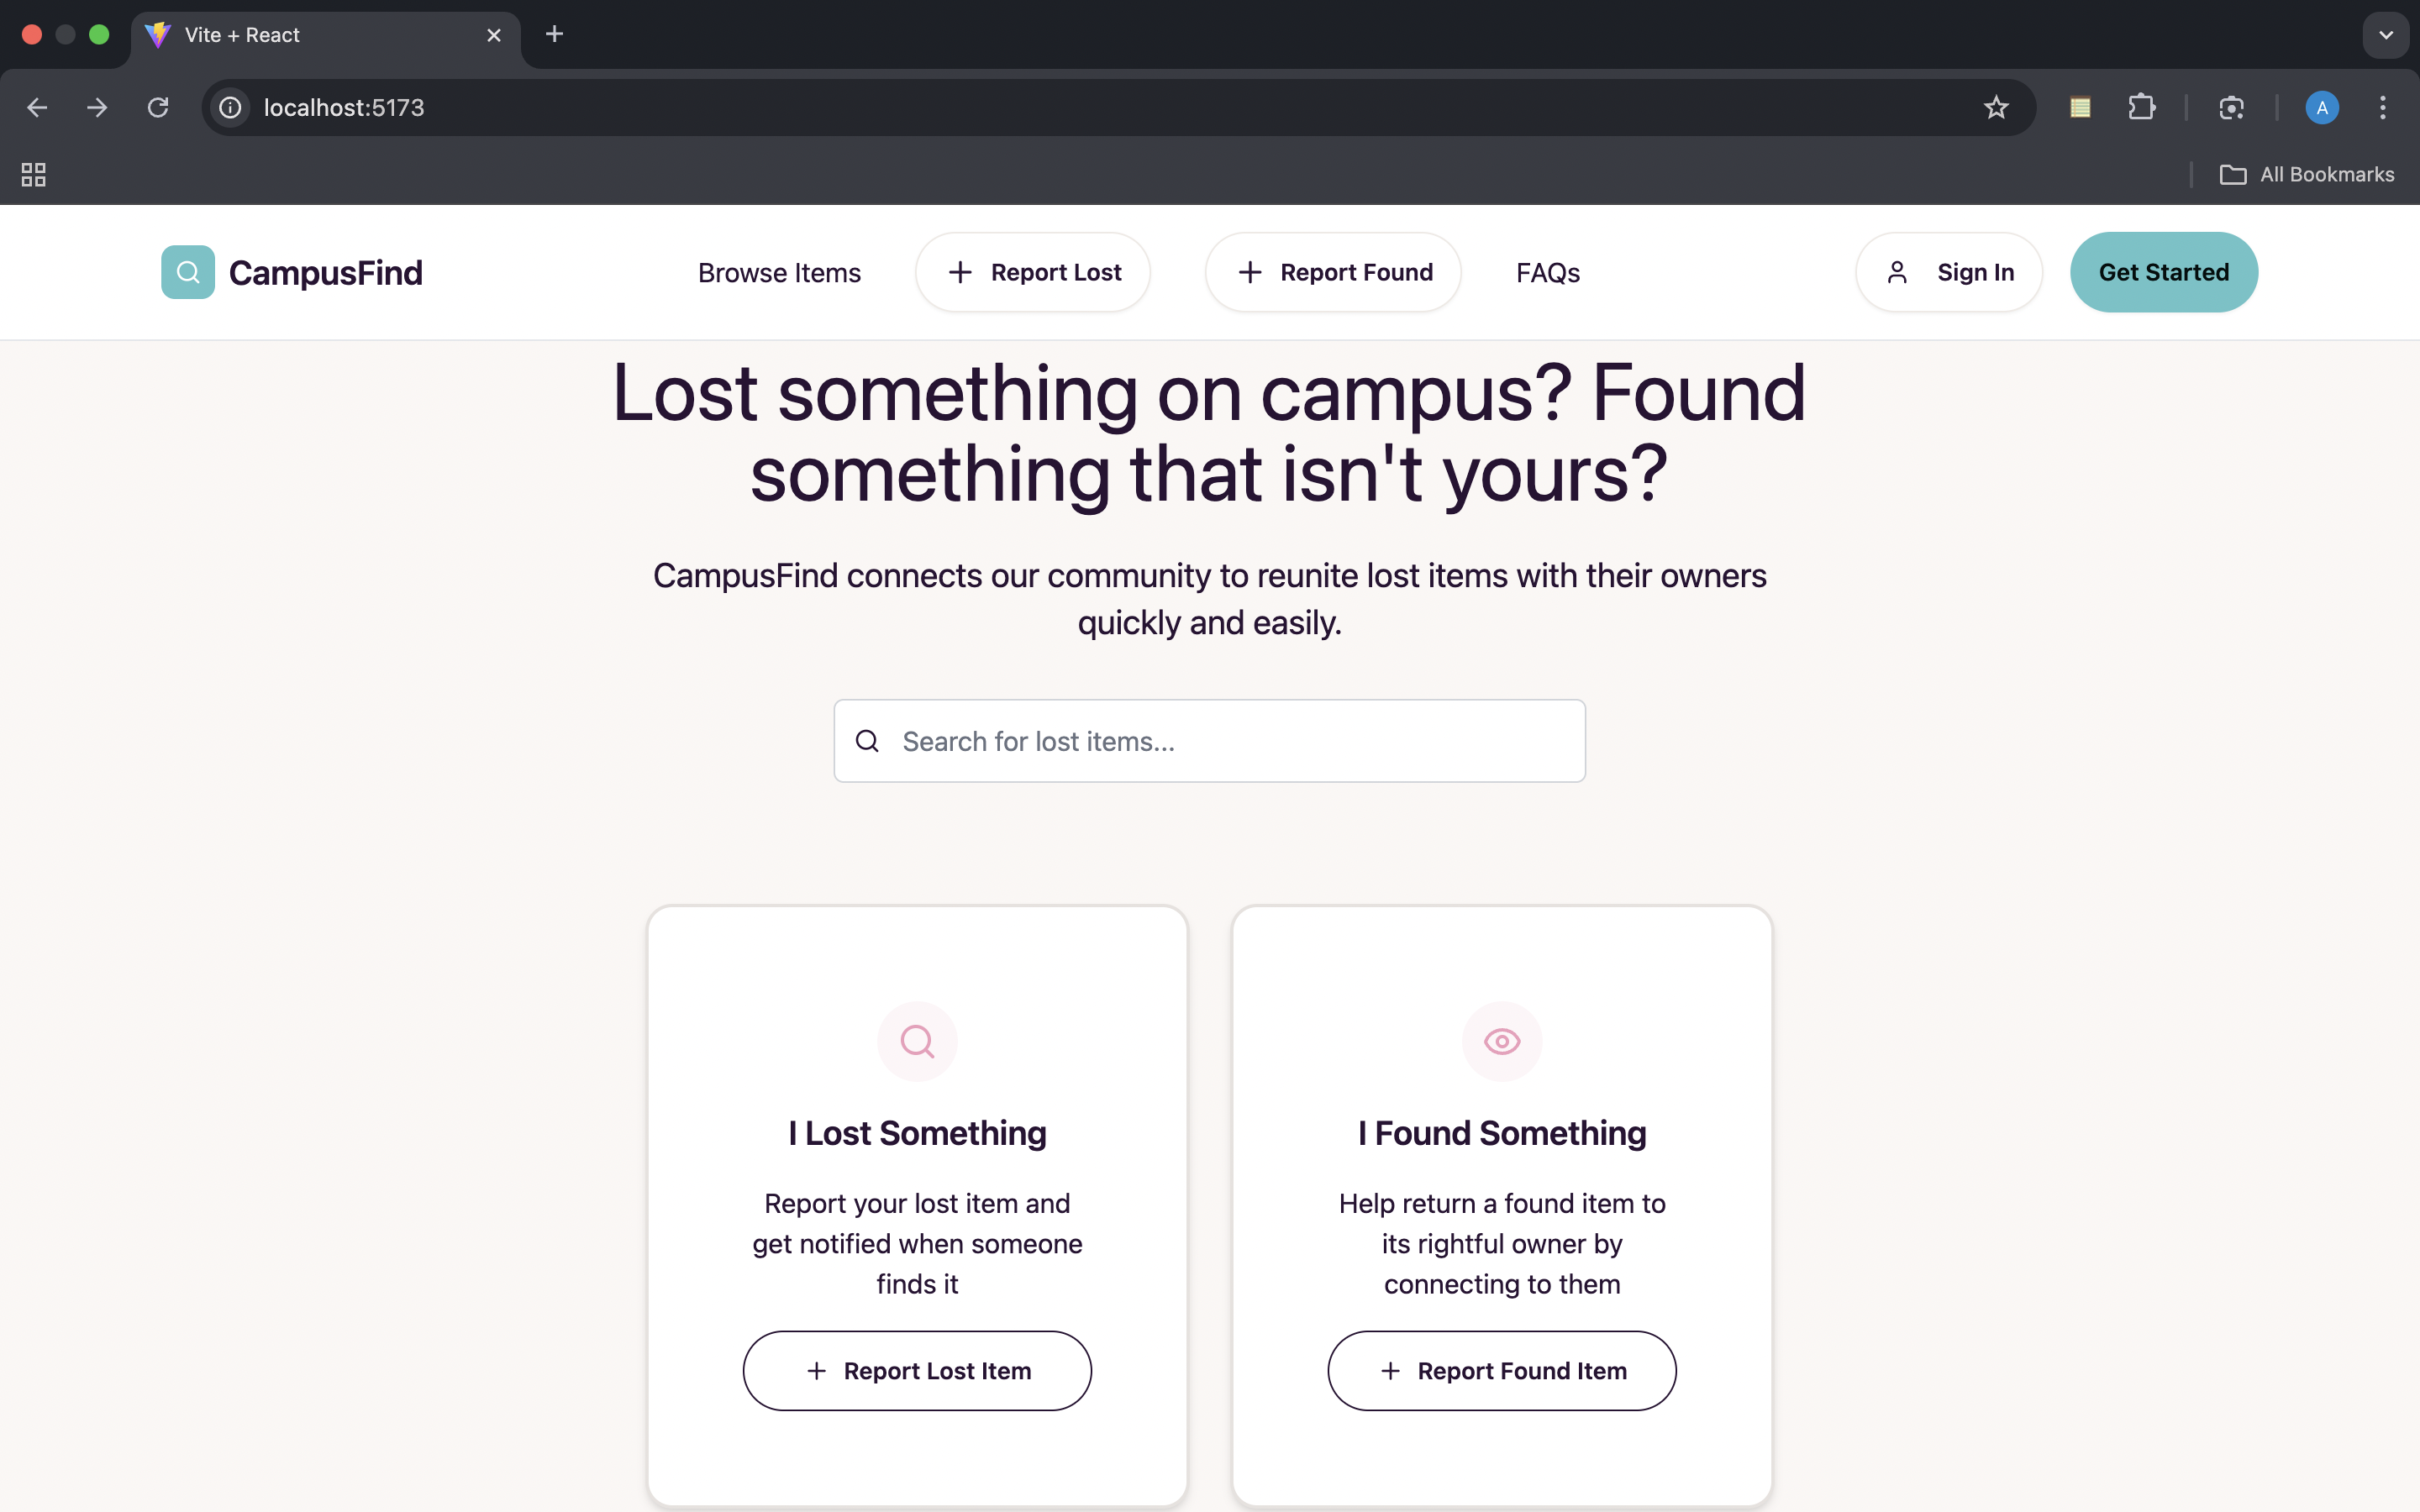 Vite + React
localhost:5173
A
All Bookmarks
CampusFind
Browse Items
Report Lost
Report Found
FAQs
Sign In
Get Started
Lost something on campus? Found
something that isn't yours?
CampusFind connects our community to reunite lost items with their owners
quickly and easily.
Search for lost items...
I Lost Something
Report your lost item and
get notified when someone
finds it
Report Lost Item
I Found Something
Help return a found item to
its rightful owner by
connecting to them
Report Found Item